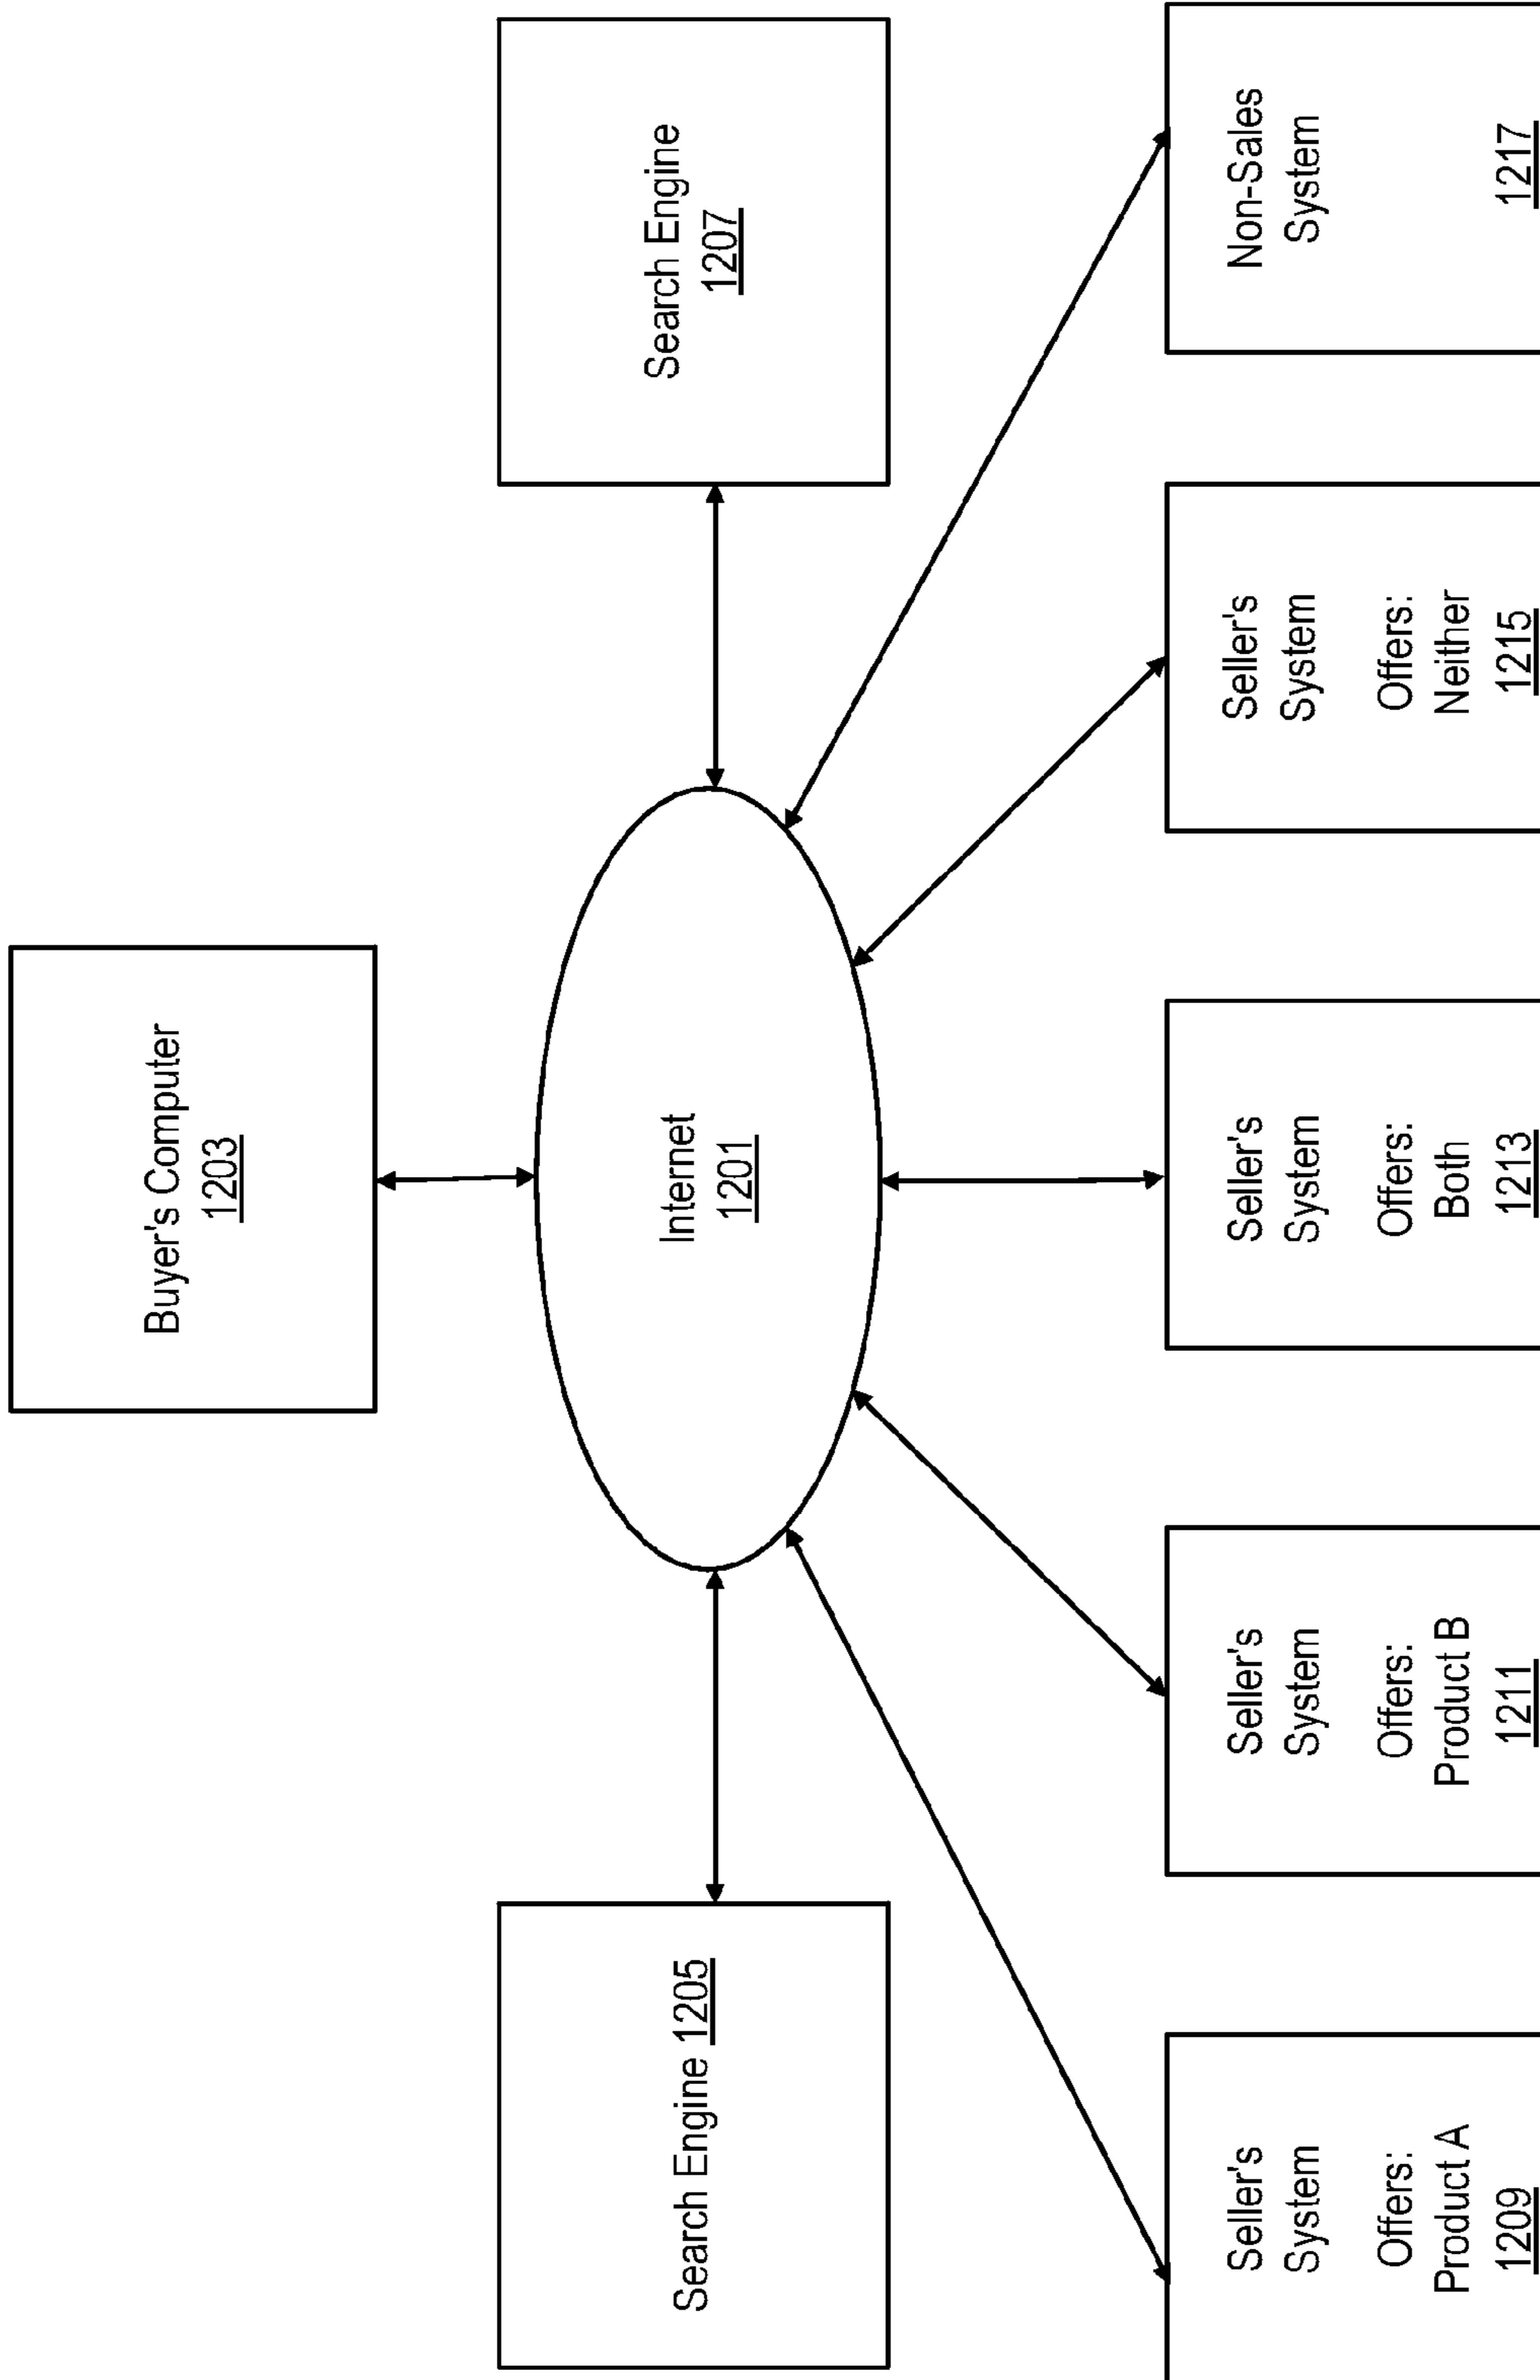 Buyer's Computer
1203
Search Engine 1205
Internet
1201
Search Engine
1207
Seller's
System
Offers:
Product A
1209
Seller's
System
Offers:
Product B
1211
Seller's
System
Offers:
Both
1213
Seller's
System
Offers:
Neither
1215
Non-Sales
System
1217